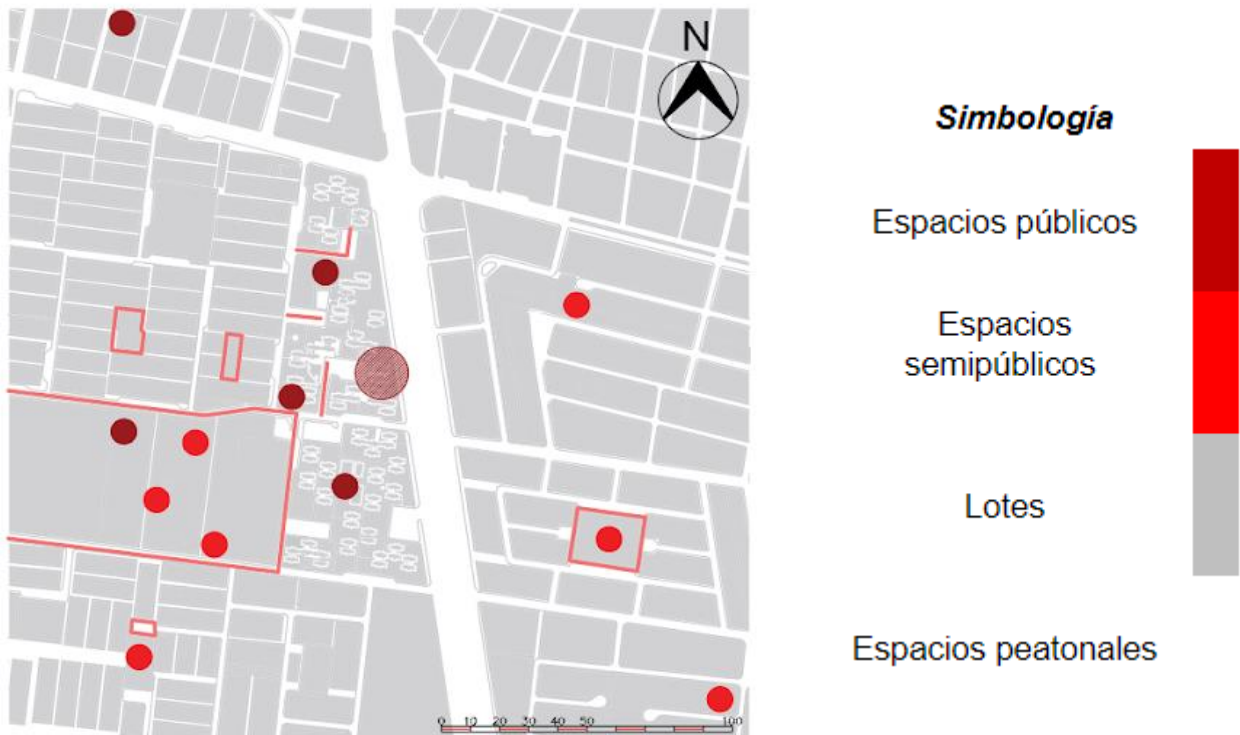 N
Simbología
Espacios públicos
Espacios
semipúblicos
Lotes
Espacios peatonales
0 10 20 30 40 50 100